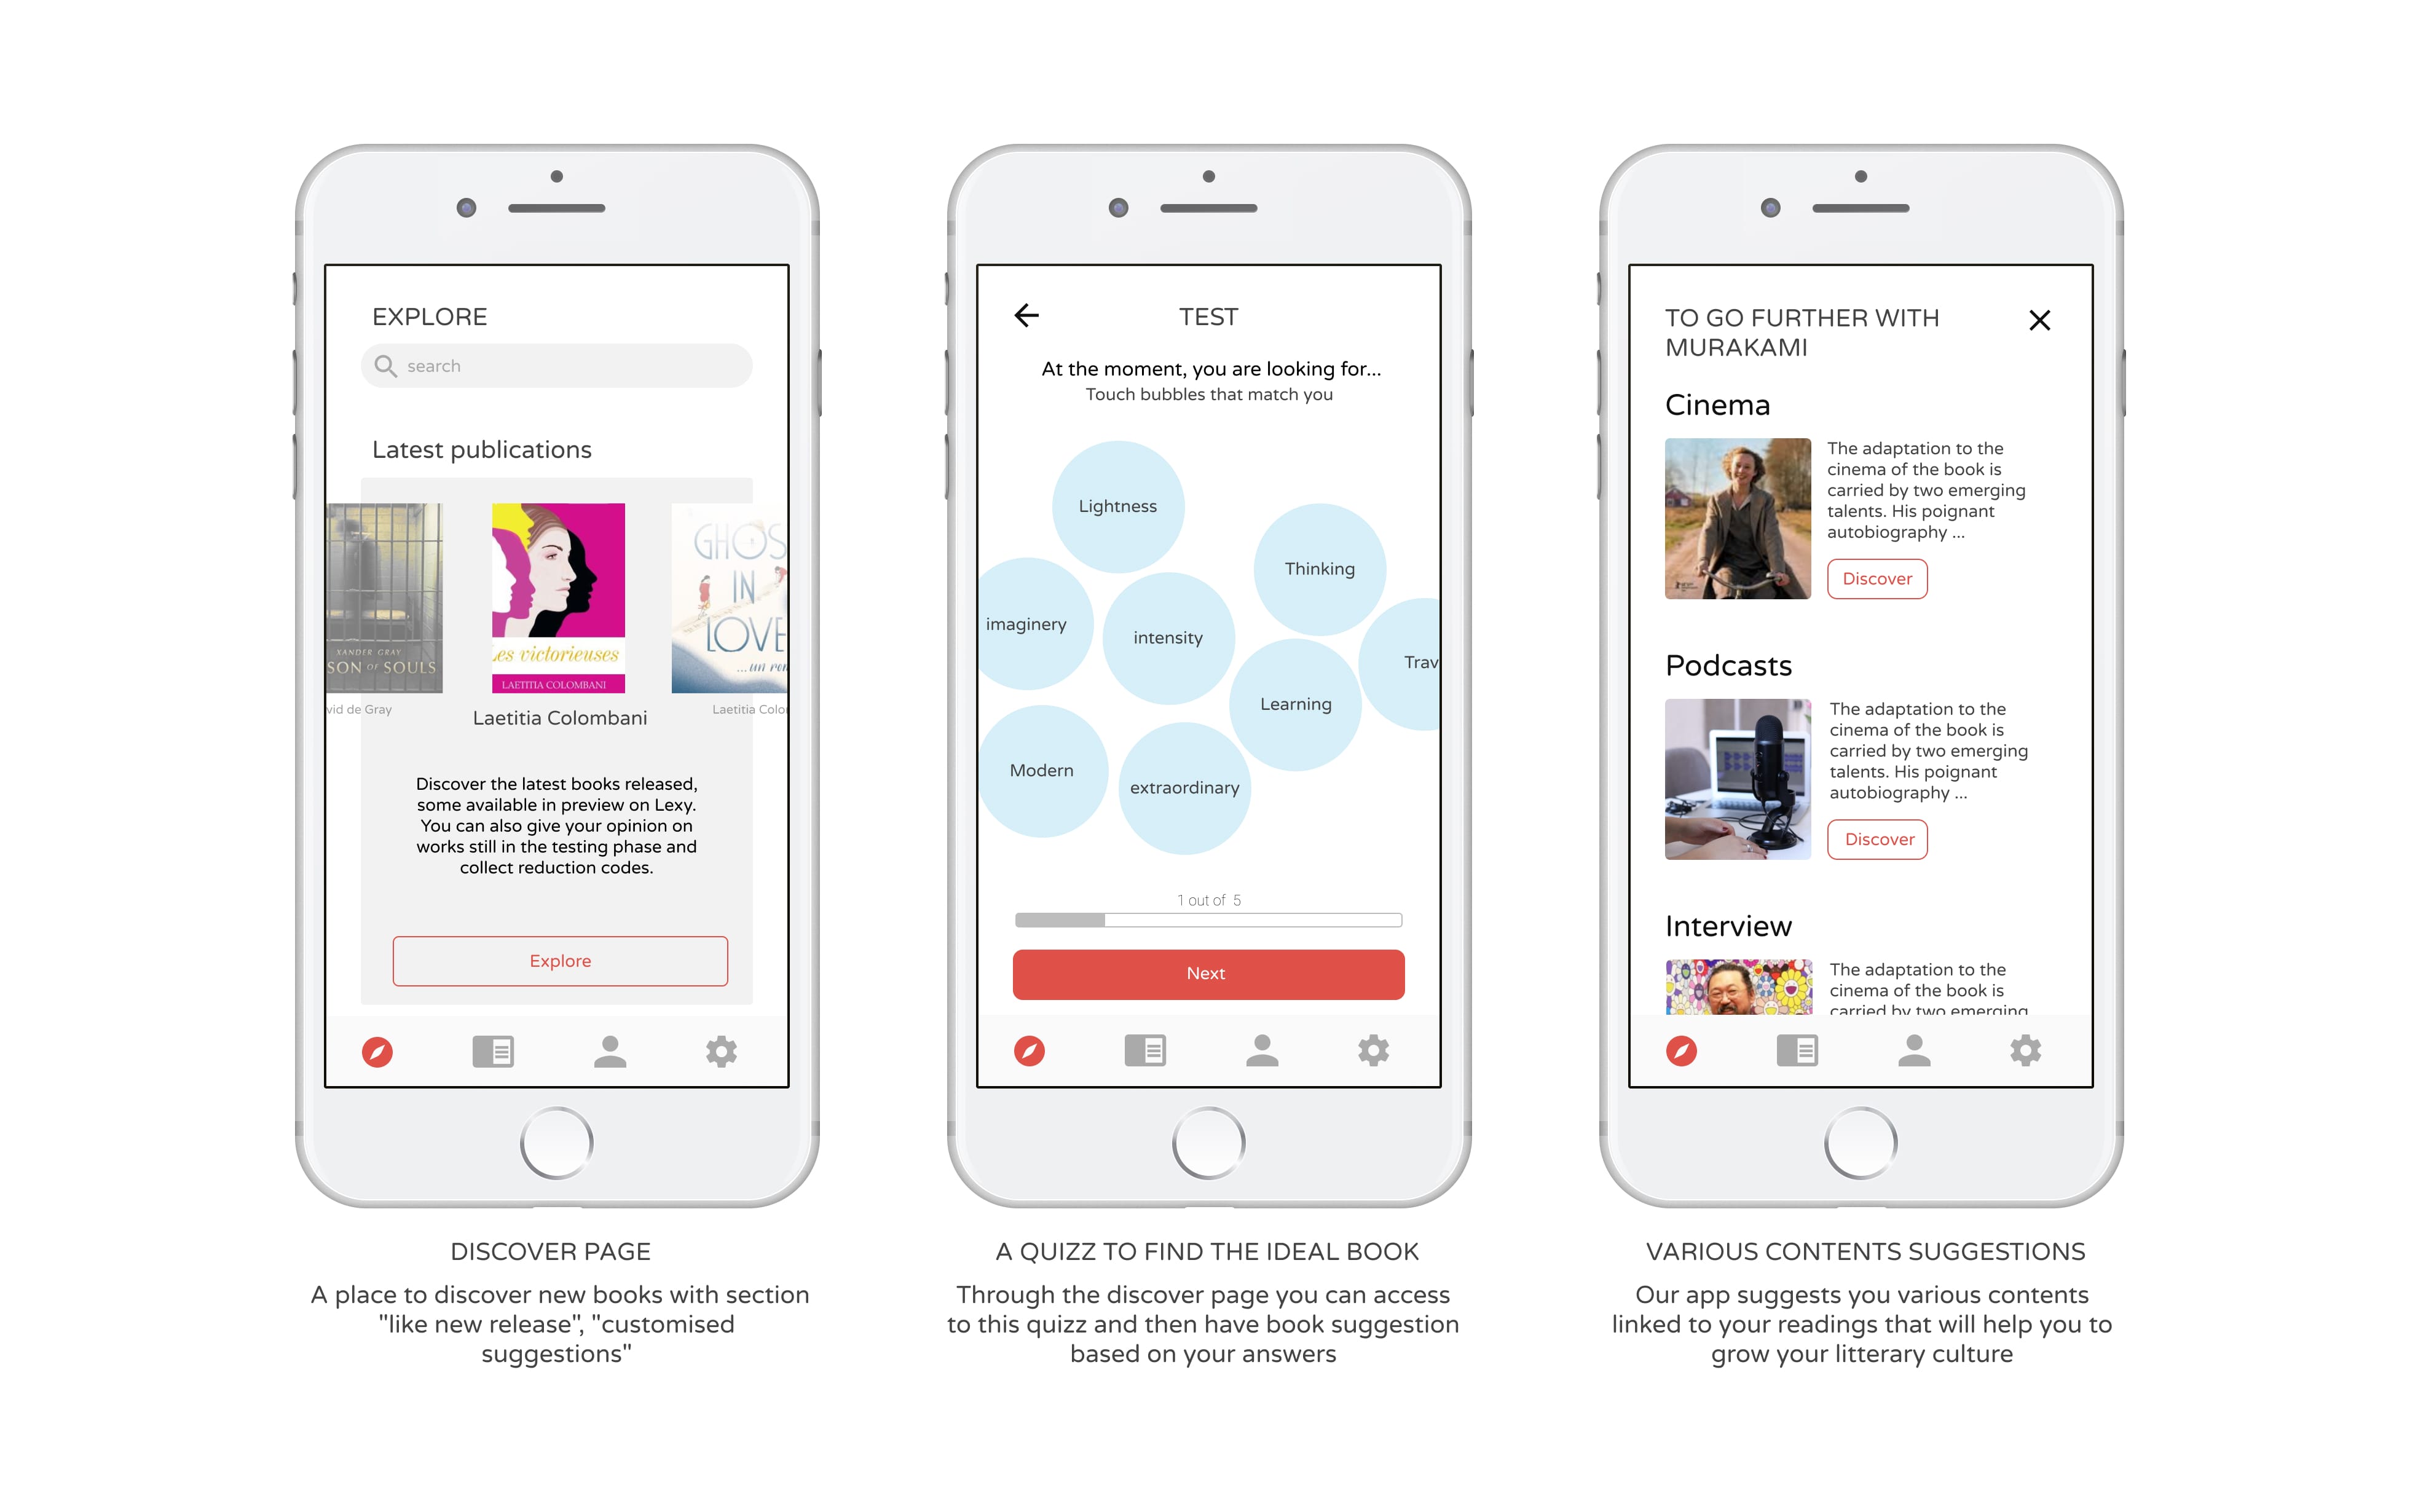 EXPLORE
search
Latest publications
XANDER GRAY
SON OF SOULS
vid de Gray
es victorieuses
LAETITIA COLOMBANI
Laetitia Colombani
GHOS
IN
LOVE
...un
Laetitia Colo
Discover the latest books released,
some available in preview on Lexy.
You can also give your opinion on
works still in the testing phase and
collect reduction codes.
Explore
DISCOVER PAGE
A place to discover new books with section
"like new release", "customised
suggestions"
TEST
At the moment, you are looking for...
Touch bubbles that match you
Lightness
Thinking
imaginery
intensity
Trav
Learning
Modern
extraordinary
1 out of 5
Next
A QUIZZ TO FIND THE IDEAL BOOK
Through the discover page you can access
to this quizz and then have book suggestion
based on your answers
TO GO FURTHER WITH
MURAKAMI
Cinema
The adaptation to the
cinema of the book is
carried by two emerging
talents. His poignant
autobiography ...
Discover
Podcasts
The adaptation to the
cinema of the book is
carried by two emerging
talents. His poignant
autobiography ...
Discover
Interview
The adaptation to the
cinema of the book is
carried by two emerging
VARIOUS CONTENTS SUGGESTIONS
Our app suggests you various contents
linked to your readings that will help you to
grow your litterary culture